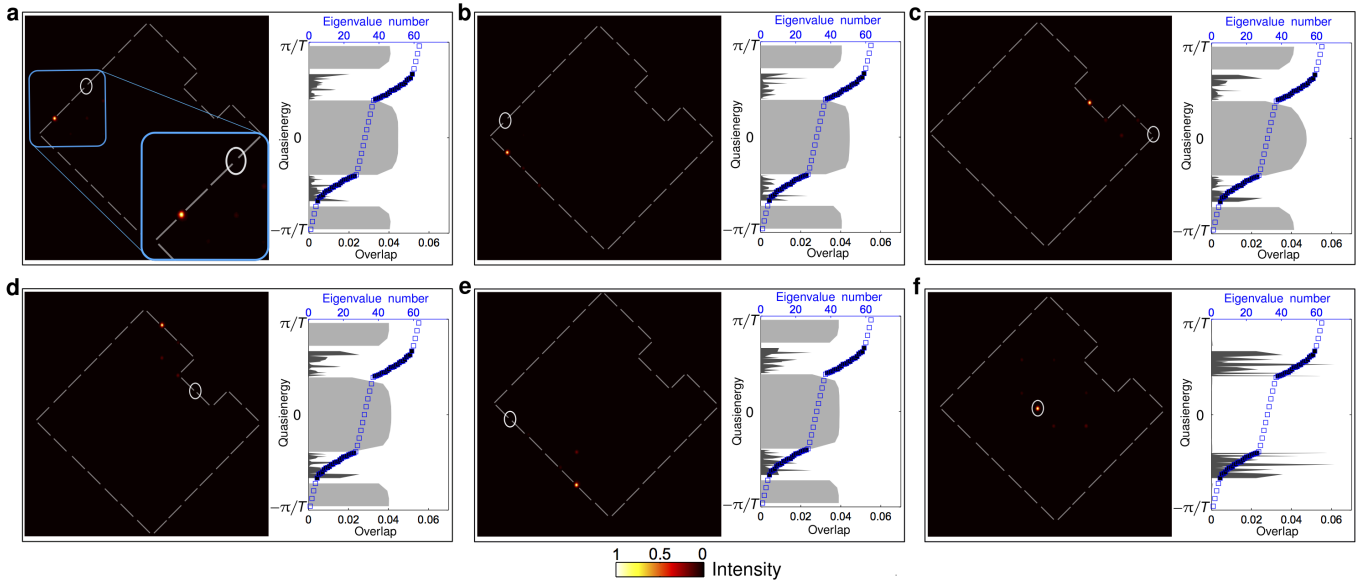 a
Eigenvalue number
0 20 40 60
π/T
Quasienergy
0
−π/T
0 0.02 0.04 0.06
Overlap
b
Eigenvalue number
0 20 40 60
π/T
Quasienergy
0
−π/T
0 0.02 0.04 0.06
Overlap
c
Eigenvalue number
0 20 40 60
π/T
Quasienergy
0
−π/T
0 0.02 0.04 0.06
Overlap
d
Eigenvalue number
0 20 40 60
π/T
Quasienergy
0
−π/T
0 0.02 0.04 0.06
Overlap
e
Eigenvalue number
0 20 40 60
π/T
Quasienergy
0
−π/T
0 0.02 0.04 0.06
Overlap
f
Eigenvalue number
0 20 40 60
π/T
Quasienergy
0
−π/T
0 0.02 0.04 0.06
Overlap
1 0.5 0
Intensity